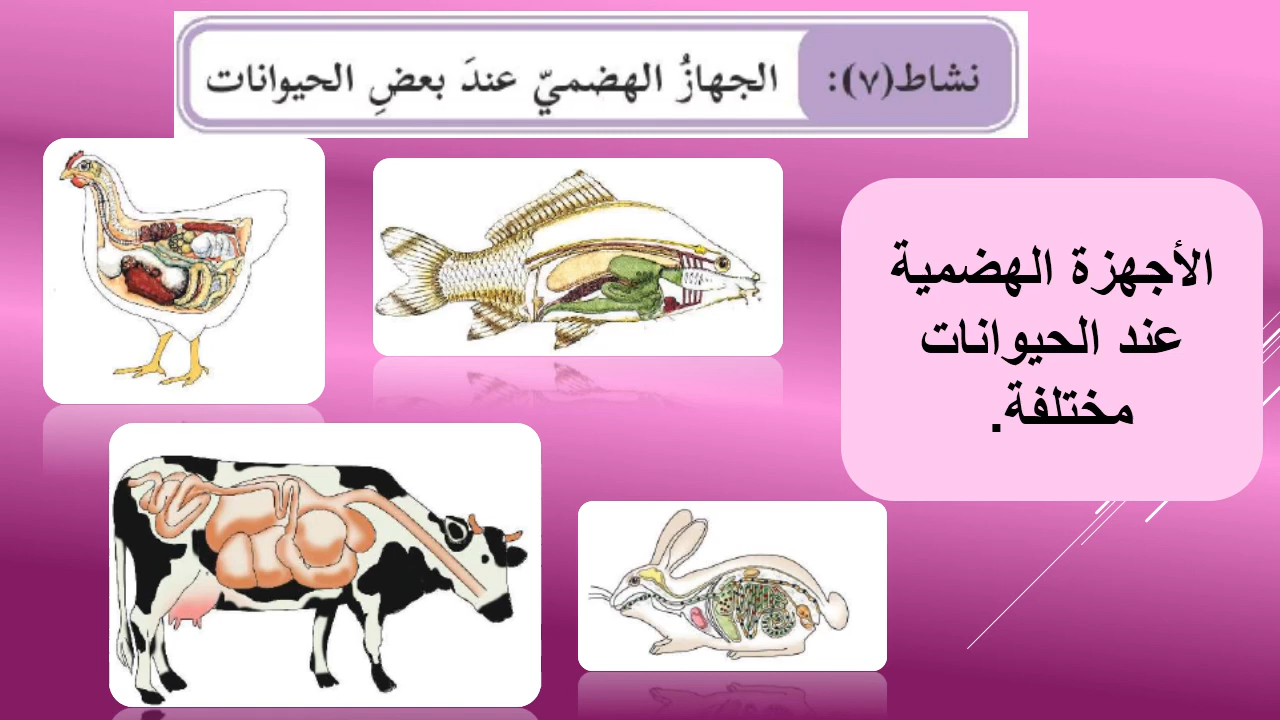 نشاط(٧): الجهازُ الهضميّ عندَ بعضِ الحيوانات
الأجهزة الهضمية
عند الحيوانات
مختلفة.